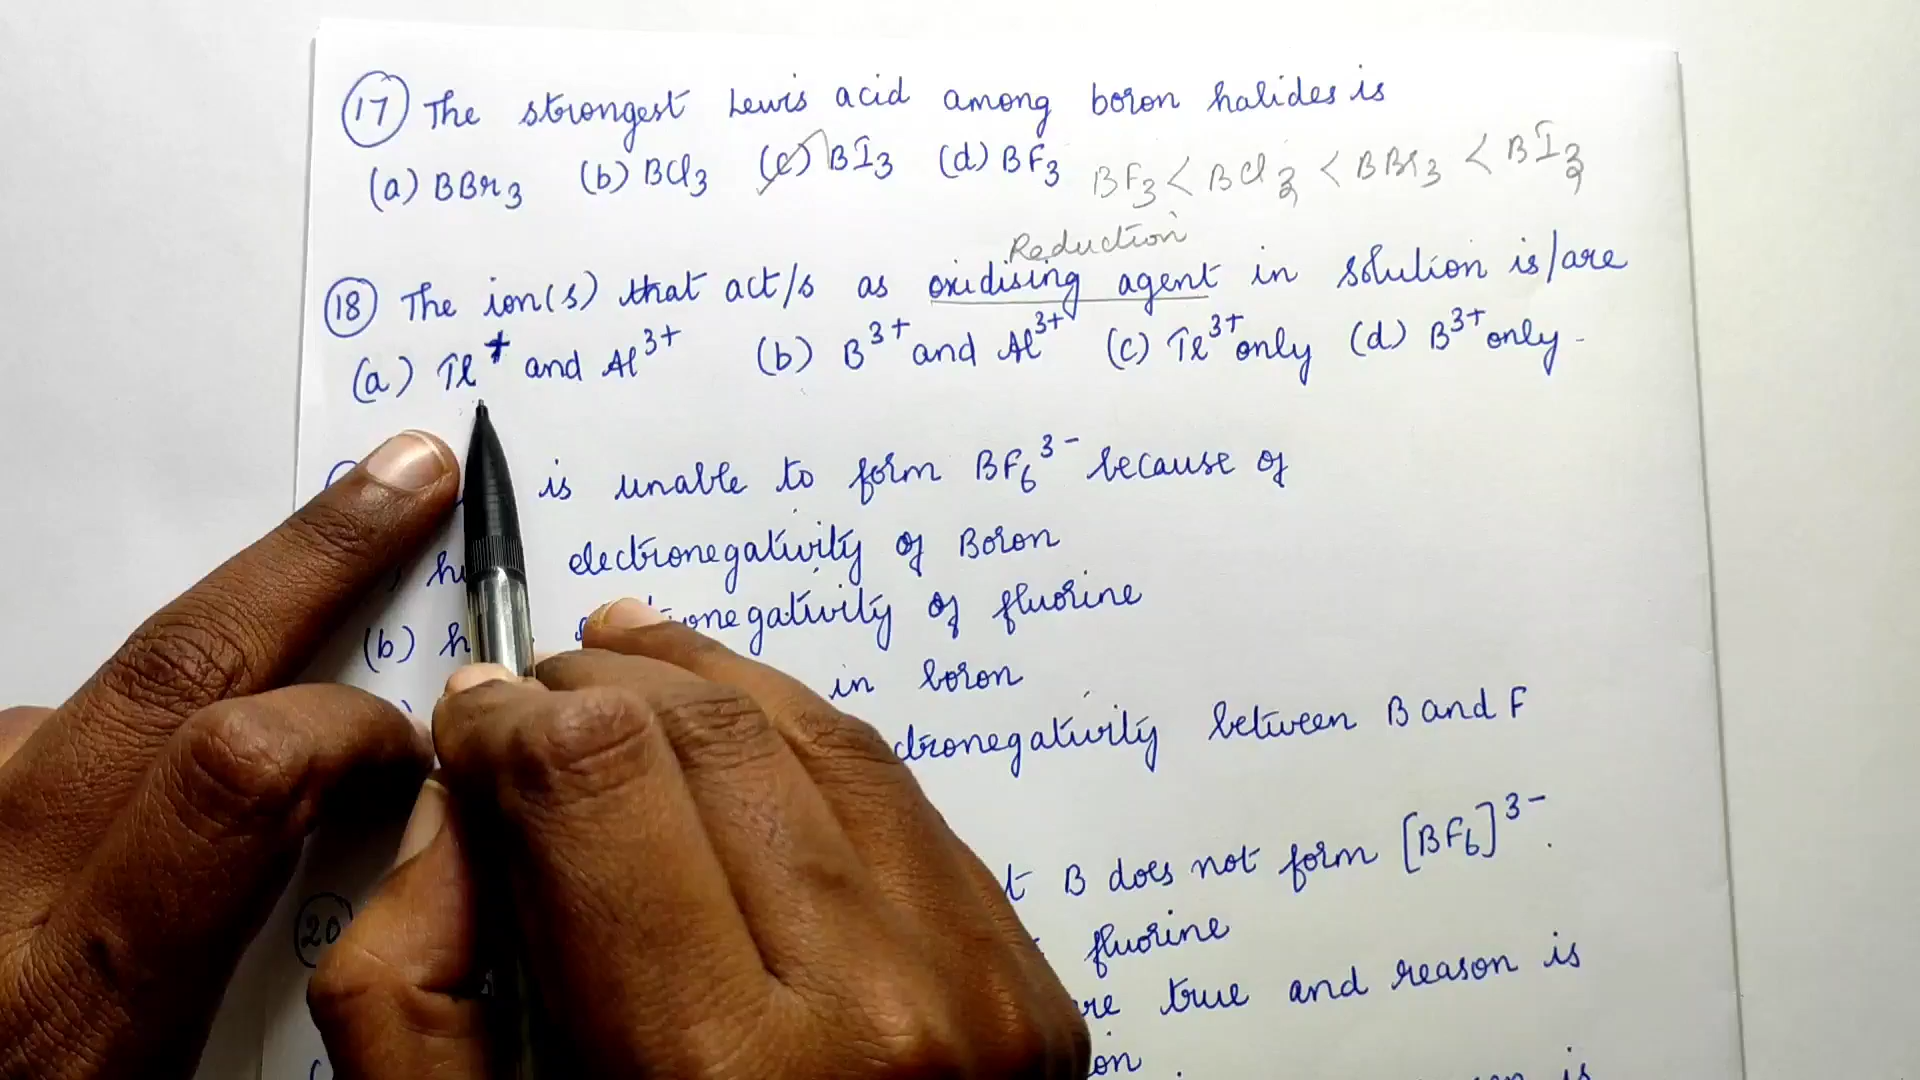 17 The strongest Lewis acid among boron halides is
(a) BBr3 (b) BCl3 (c) BI3 (d) BF3 BF3 < BCl3 < BBr3 < BI3
Reduction
18 The ion(s) that act/s as oxidising agent in solution is/are
(a) Tl+ and Al3+ (b) B3+ and Al3+ (c) Tl3+ only (d) B3+ only.
is unable to form BF6 3- because of
electronegativity of Boron
(b) of fluorine
in boron
between B and F
B does not form [BF6]3-.
20 fluorine
true and reason is